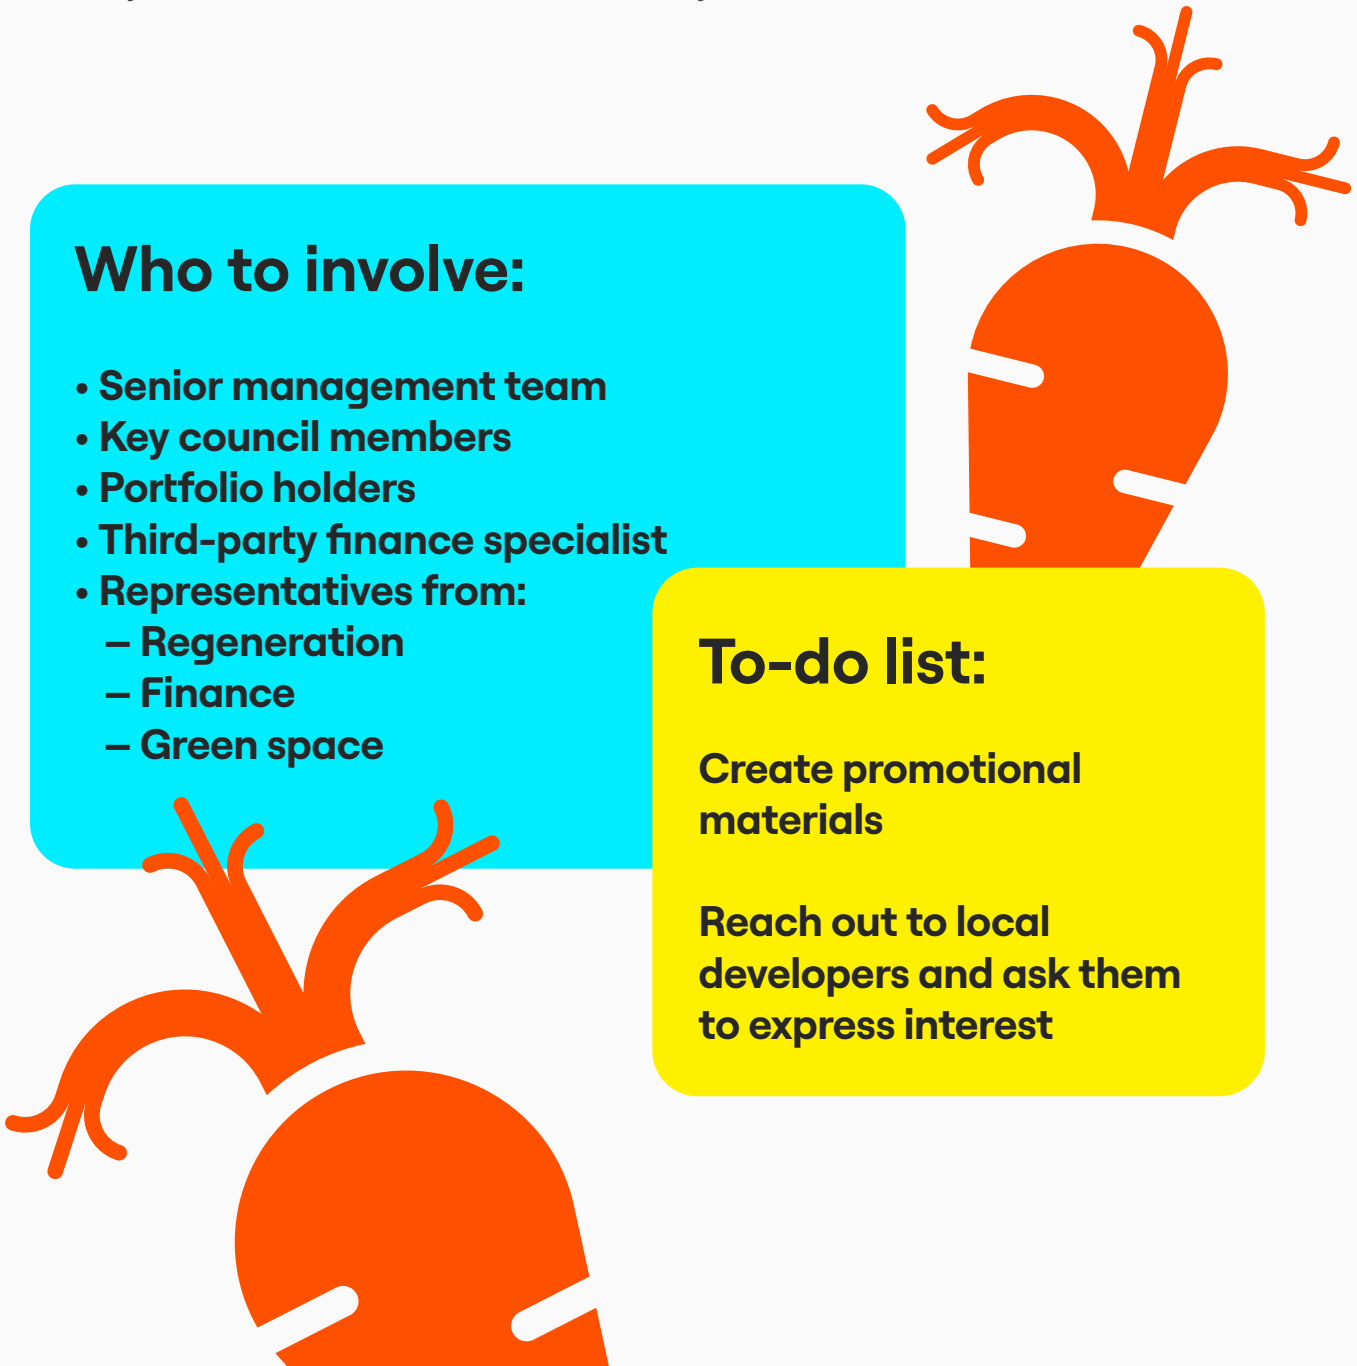 Who to involve:
• Senior management team
• Key council members
• Portfolio holders
• Third-party finance specialist
• Representatives from:
– Regeneration
– Finance
– Green space
To-do list:
Create promotional
materials
Reach out to local
developers and ask them
to express interest